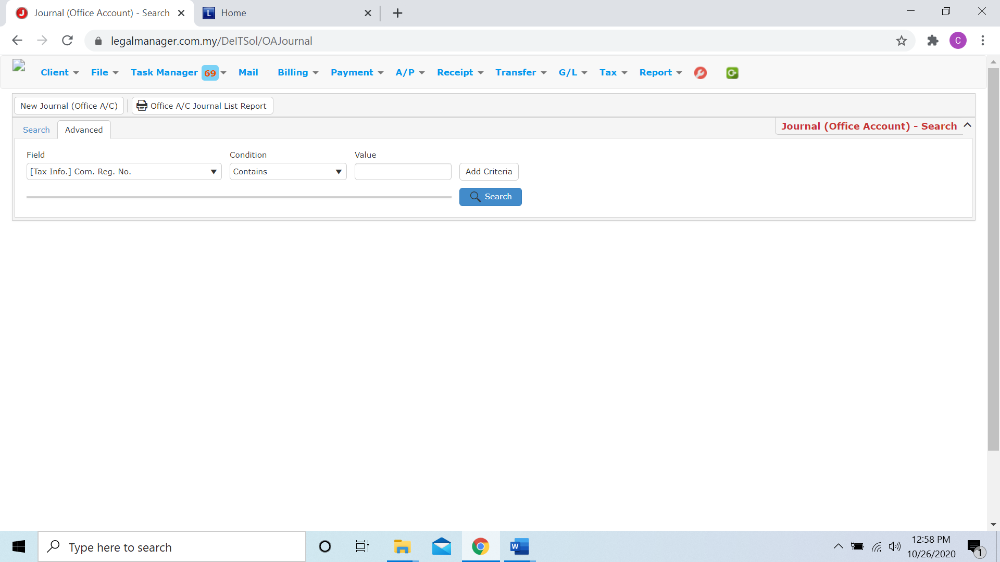 Journal (Office Account) - Search
Home
legalmanager.com.my/DeITSol/OAJournal
C
Client File Task Manager 69 Mail Billing Payment A/P Receipt Transfer G/L Tax Report
New Journal (Office A/C) Office A/C Journal List Report
Search Advanced Journal (Office Account) - Search
Field Condition Value
[Tax Info.] Com. Reg. No. Contains Add Criteria
Search
Type here to search
12:58 PM
10/26/2020
1